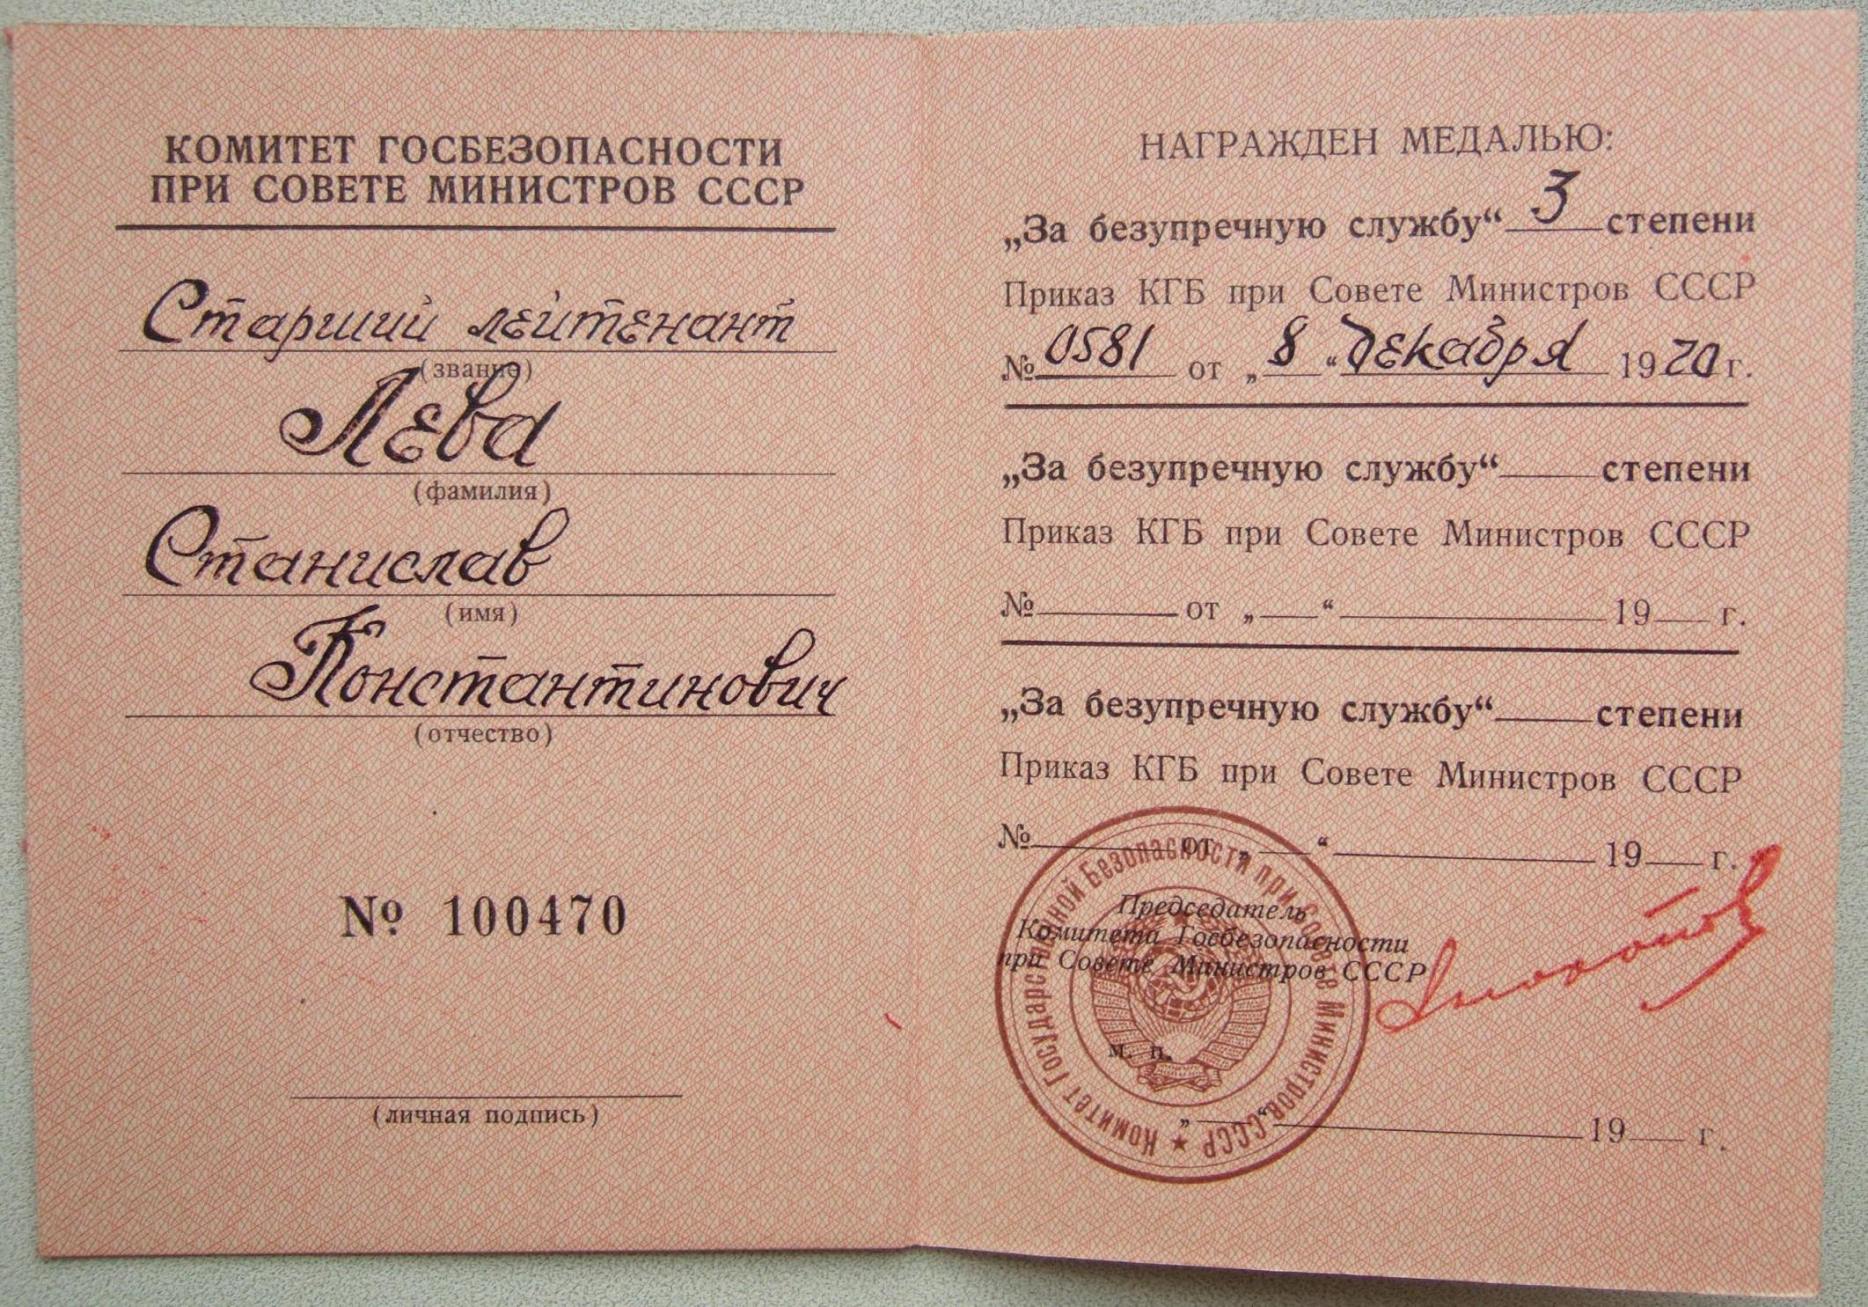 КОМИТЕТ ГОСБЕЗОПАСНОСТИ
ПРИ СОВЕТЕ МИНИСТРОВ СССР
Старший лейтенант
(звание)
Лева
(фамилия)
Станислав
(имя)
Константинович
(отчество)
№ 100470
(личная подпись)
НАГРАЖДЕН МЕДАЛЬЮ:
„За безупречную службу“ 3 степени
Приказ КГБ при Совете Министров СССР
№ 0581 от „8“ декабря 1970 г.
„За безупречную службу“ степени
Приказ КГБ при Совете Министров СССР
№ от „ “ 19 г.
„За безупречную службу“ степени
Приказ КГБ при Совете Министров СССР
№ от „ “ 19 г.
Председатель
Комитета Госбезопасности
при Совете Министров СССР
м. п.
„ “ 19 г.
Комитет Государственной Безопасности при Совете Министров СССР